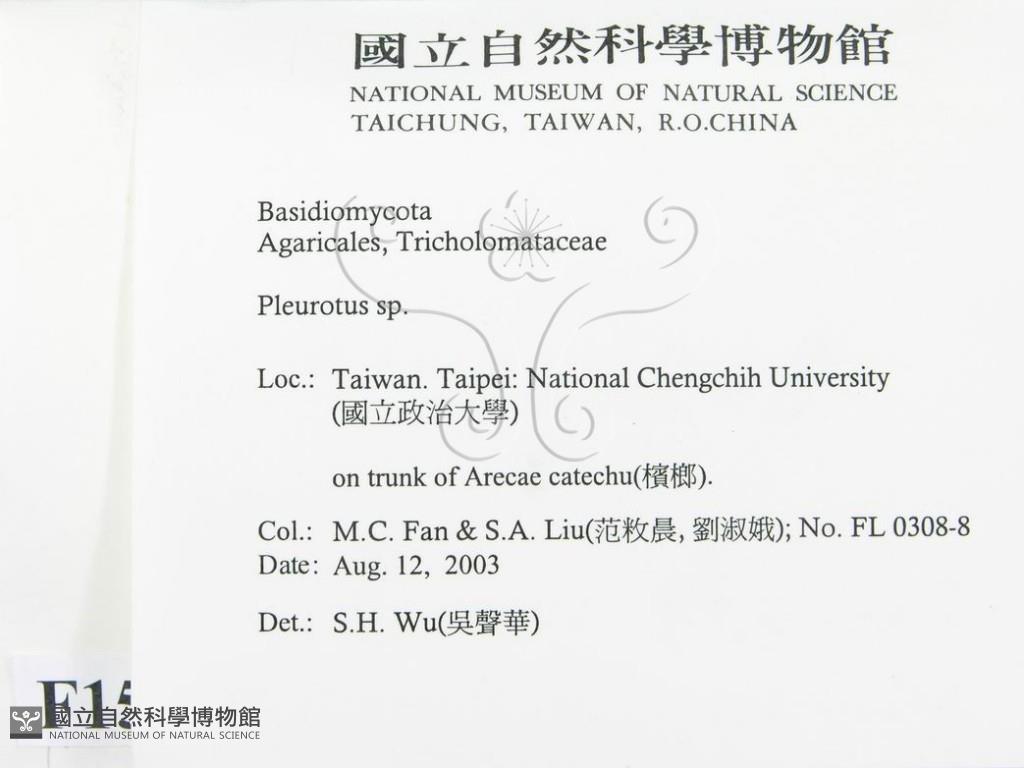 國立自然科學博物館
NATIONAL MUSEUM OF NATURAL SCIENCE
TAICHUNG, TAIWAN, R.O.CHINA
Basidiomycota
Agaricales, Tricholomataceae
Pleurotus sp.
Loc.: Taiwan. Taipei: National Chengchih University
(國立政治大學)
on trunk of Arecae catechu(檳榔).
Col.: M.C. Fan & S.A. Liu(范敉晨, 劉淑娥); No. FL 0308-8
Date: Aug. 12, 2003
Det.: S.H. Wu(吳聲華)
F15
國立自然科學博物館
NATIONAL MUSEUM OF NATURAL SCIENCE